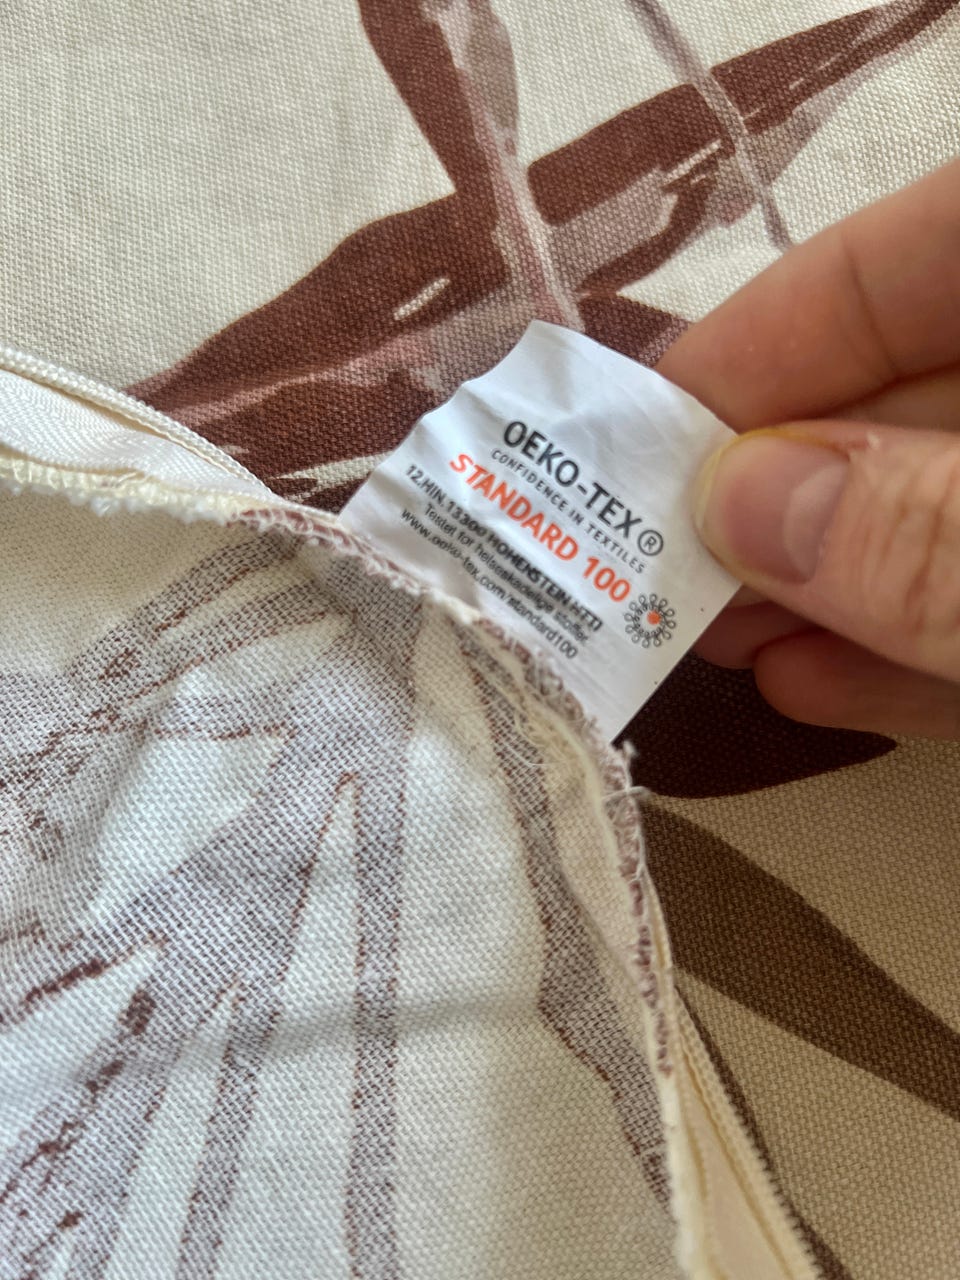 OEKO-TEX®
CONFIDENCE IN TEXTILES
STANDARD 100
12.HIN.13200 HOHENSTEIN HTTI
Testet for helseskadelige stoffer
www.oeko-tex.com/standard100